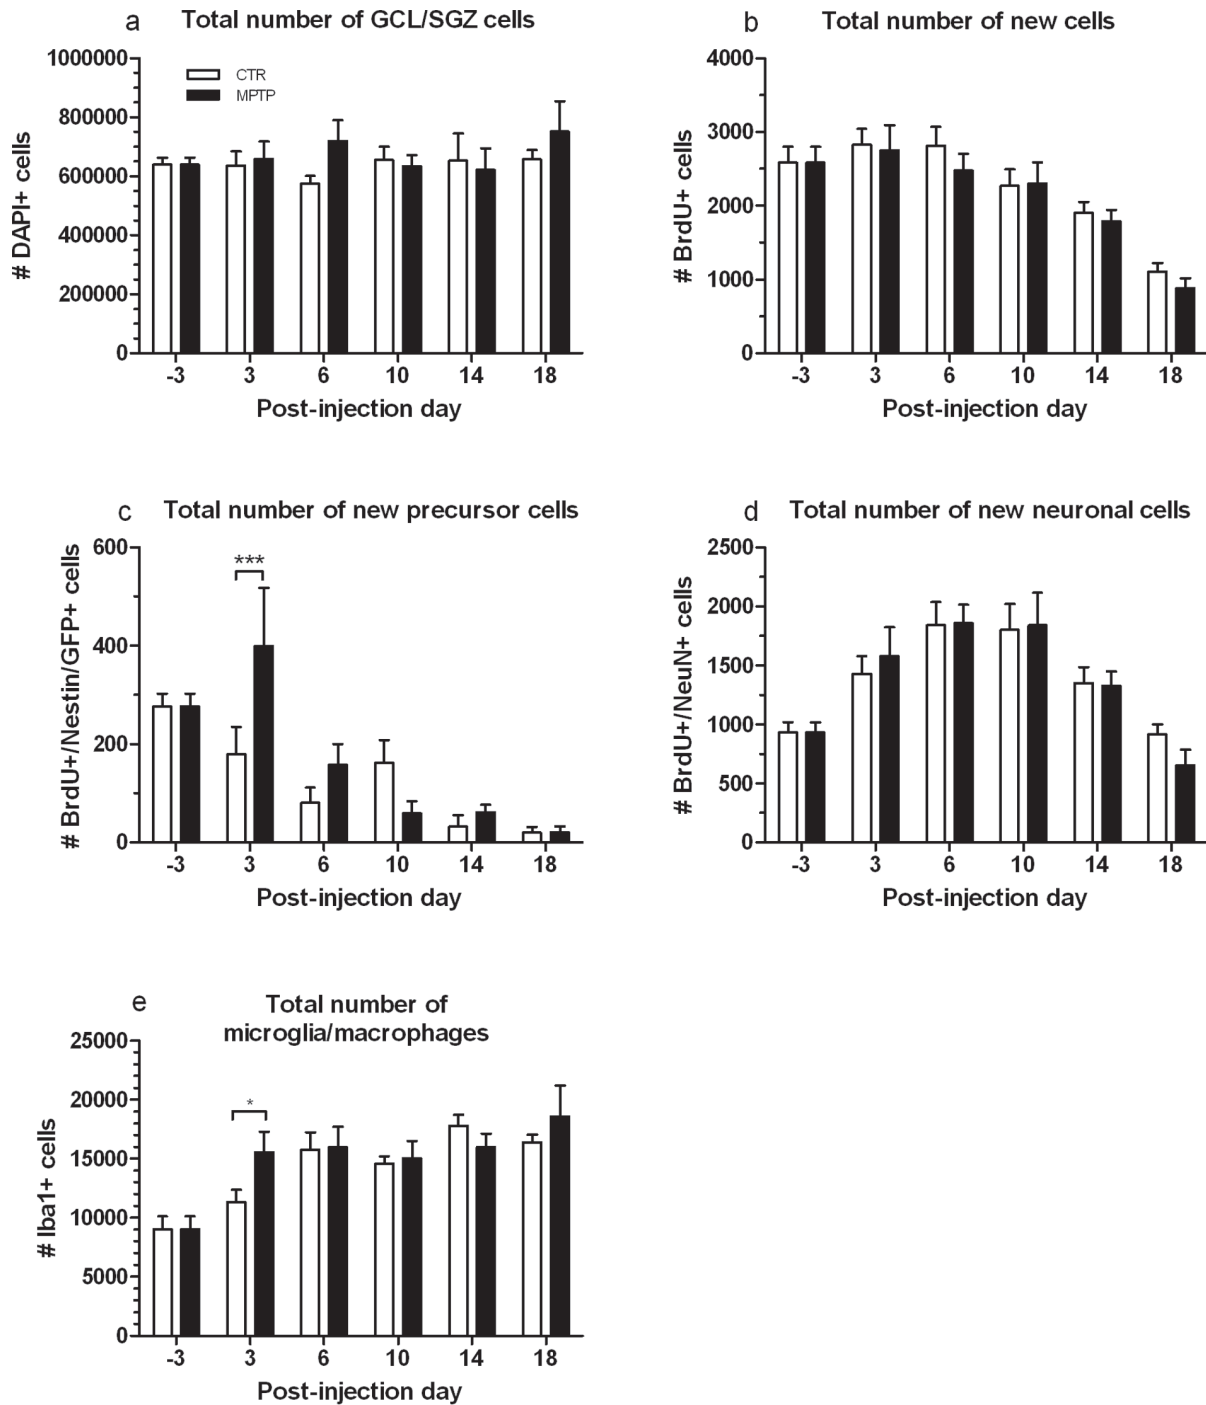 a Total number of GCL/SGZ cells
# DAPI+ cells
1000000
800000
600000
400000
200000
0
CTR
MPTP
-3 3 6 10 14 18
Post-injection day
b Total number of new cells
# BrdU+ cells
4000
3000
2000
1000
0
-3 3 6 10 14 18
Post-injection day
c Total number of new precursor cells
# BrdU+/Nestin/GFP+ cells
600
400
200
0
***
-3 3 6 10 14 18
Post-injection day
d Total number of new neuronal cells
# BrdU+/NeuN+ cells
2500
2000
1500
1000
500
0
-3 3 6 10 14 18
Post-injection day
e Total number of
microglia/macrophages
# Iba1+ cells
25000
20000
15000
10000
5000
0
*
-3 3 6 10 14 18
Post-injection day